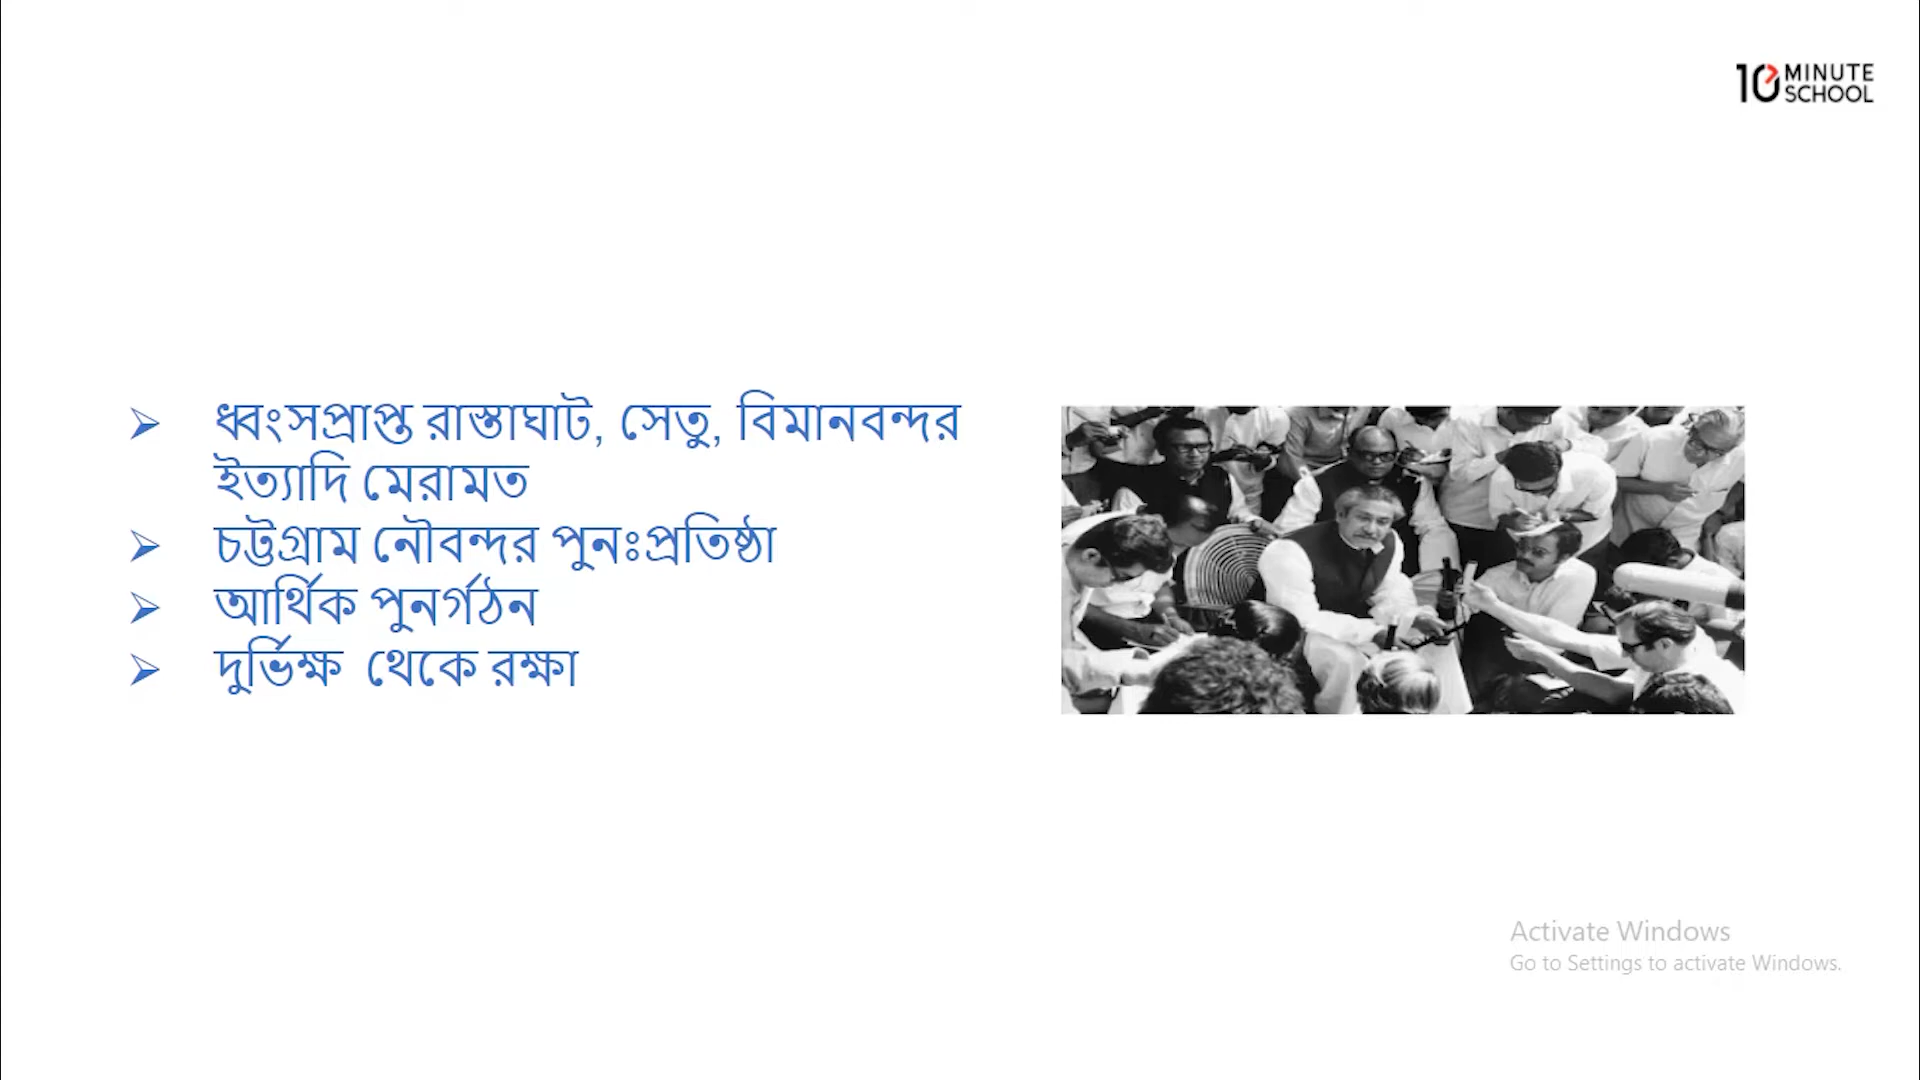 10 MINUTE
SCHOOL
➢ ধ্বংসপ্রাপ্ত রাস্তাঘাট, সেতু, বিমানবন্দর
ইত্যাদি মেরামত
➢ চট্টগ্রাম নৌবন্দর পুনঃপ্রতিষ্ঠা
➢ আর্থিক পুনর্গঠন
➢ দুর্ভিক্ষ থেকে রক্ষা
Activate Windows
Go to Settings to activate Windows.